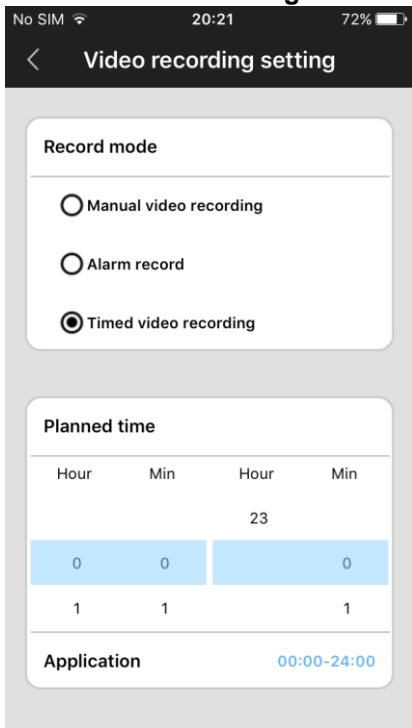 No SIM 20:21 72%
Video recording setting
Record mode
Manual video recording
Alarm record
Timed video recording
Planned time
Hour Min Hour Min
23
0 0 0
1 1 1
Application 00:00-24:00